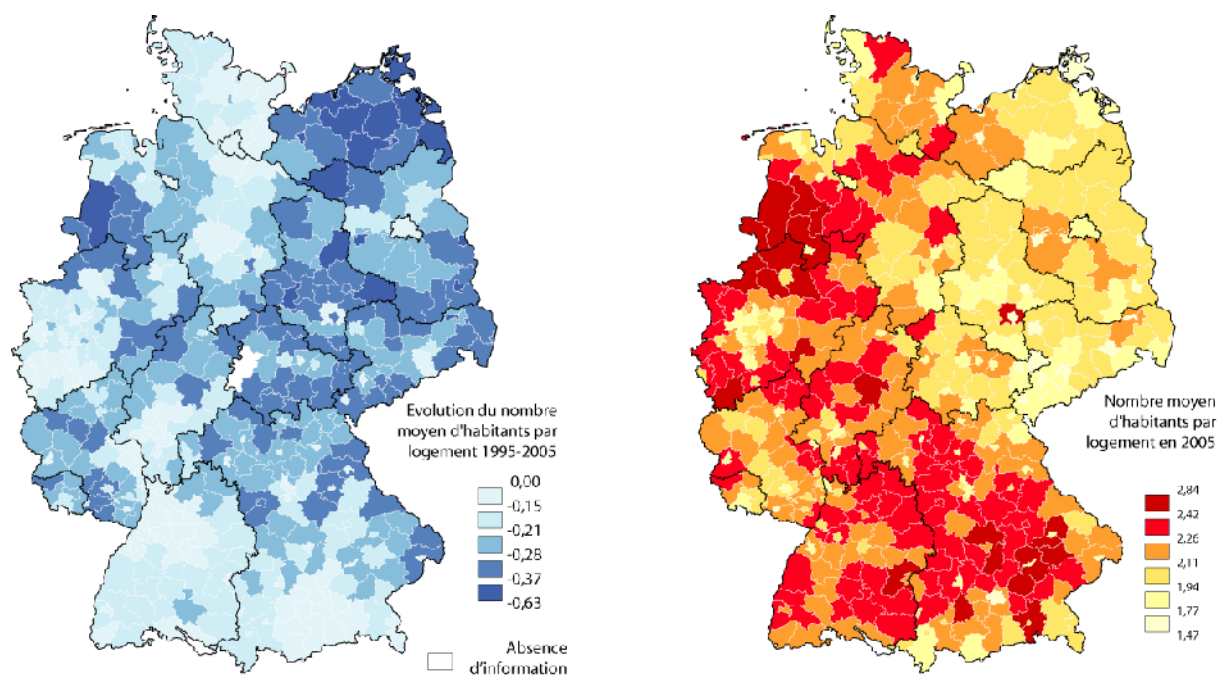 Evolution du nombre
moyen d'habitants par
logement 1995-2005
0,00
-0,15
-0,21
-0,28
-0,37
-0,63
Absence
d'information
Nombre moyen
d'habitants par
logement en 2005
2,84
2,42
2,26
2,11
1,94
1,77
1,47